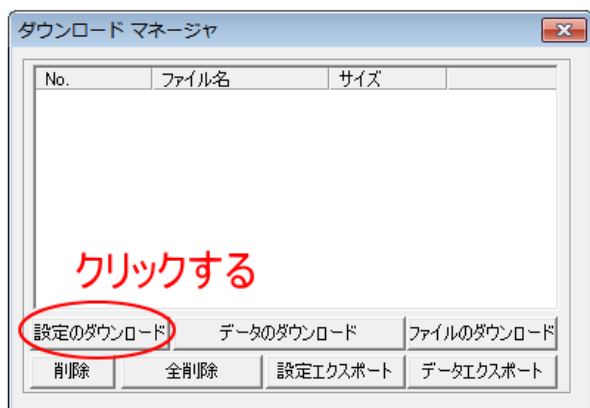 ダウンロード マネージャ
No. ファイル名 サイズ
クリックする
設定のダウンロード データのダウンロード ファイルのダウンロード
削除 全削除 設定エクスポート データエクスポート